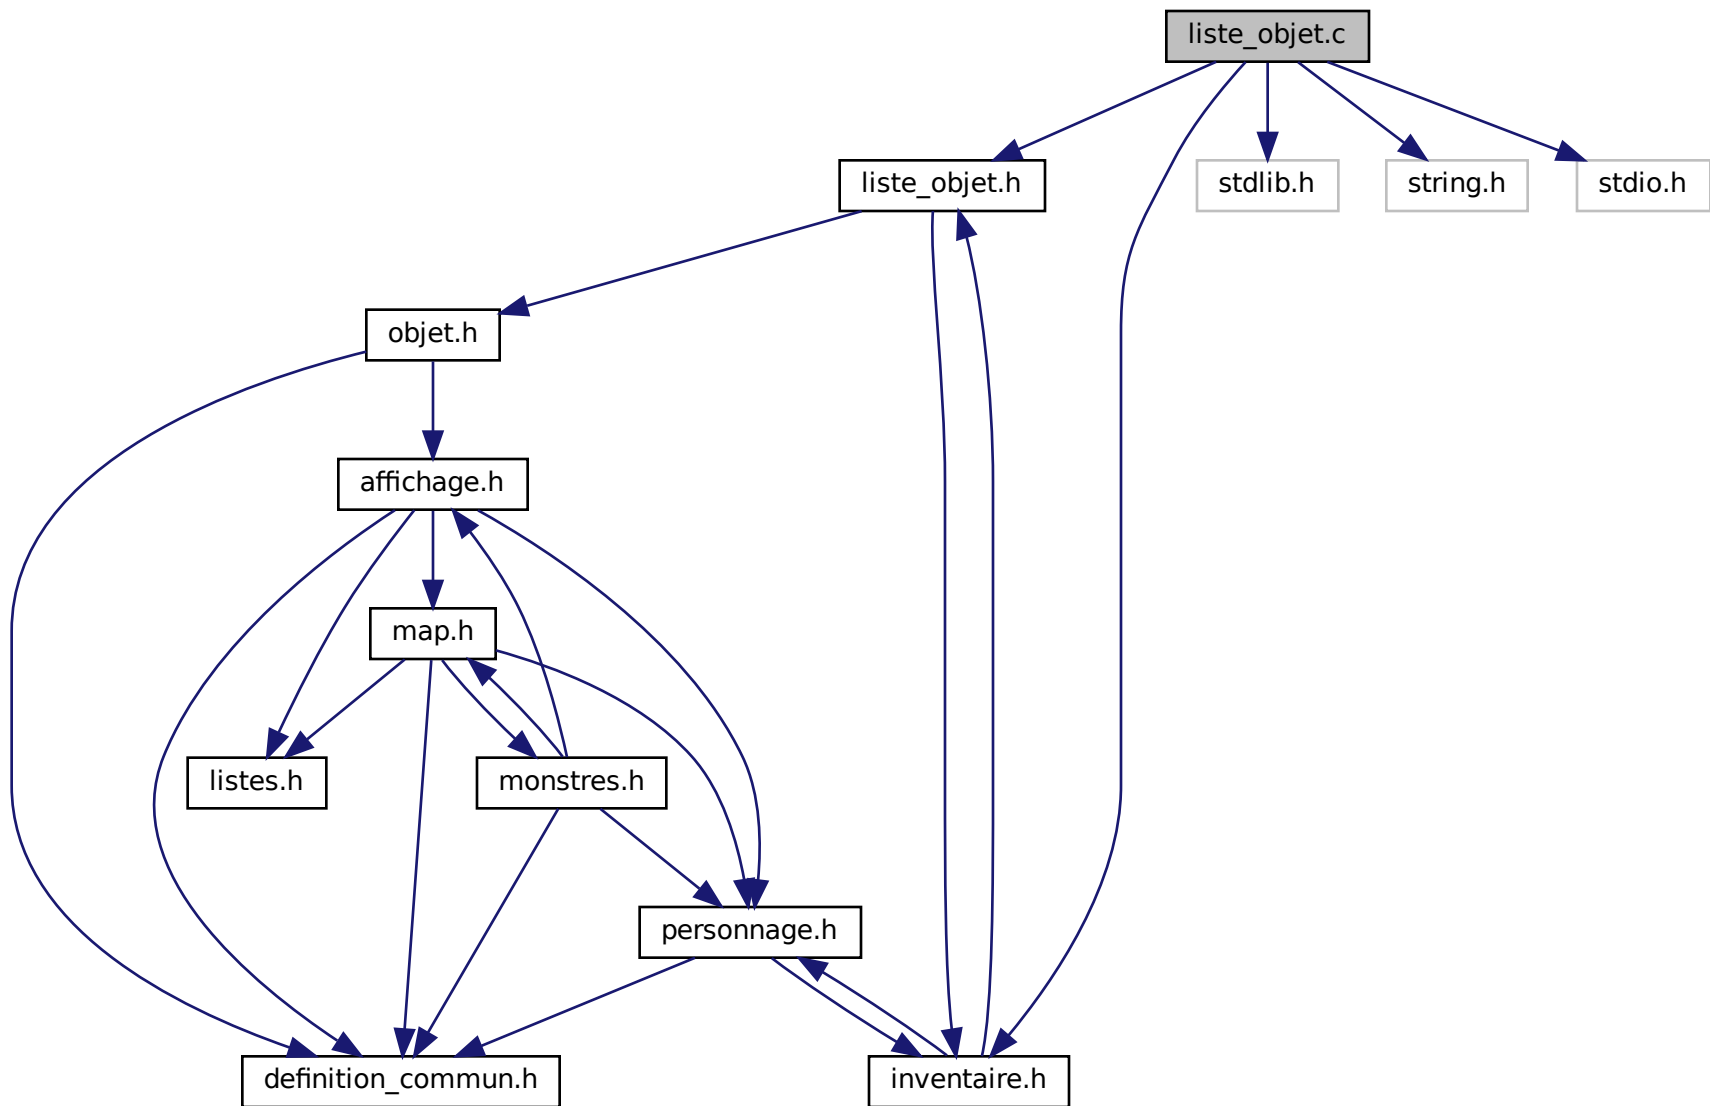 liste_objet.c
liste_objet.h
stdlib.h
string.h
stdio.h
objet.h
affichage.h
map.h
listes.h
monstres.h
personnage.h
definition_commun.h
inventaire.h